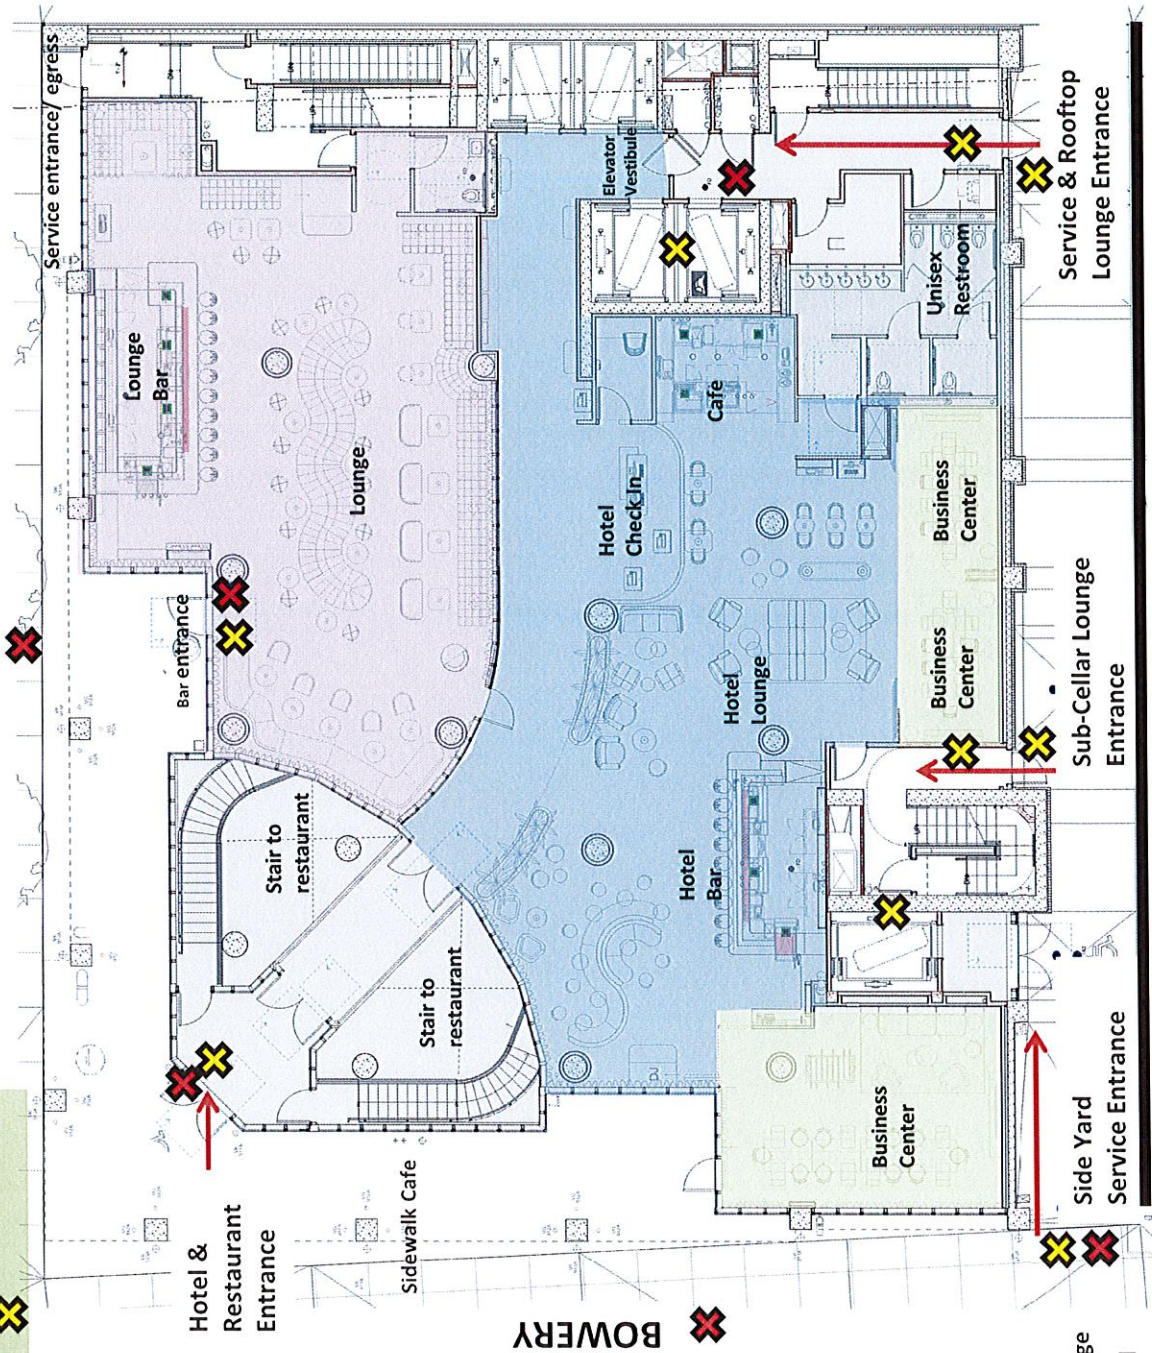 Service entrance/ egress
Lounge
Bar
Lounge
Bar entrance
Elevator
Vestibule
Service & Rooftop
Lounge Entrance
Unisex
Restroom
Cafe
Hotel
Check In
Business
Center
Business
Center
Hotel
Lounge
Sub-Cellar Lounge
Entrance
Stair to
restaurant
Stair to
restaurant
Hotel
Bar
Business
Center
Side Yard
Service Entrance
Hotel &
Restaurant
Entrance
Sidewalk Cafe
BOWERY
ge